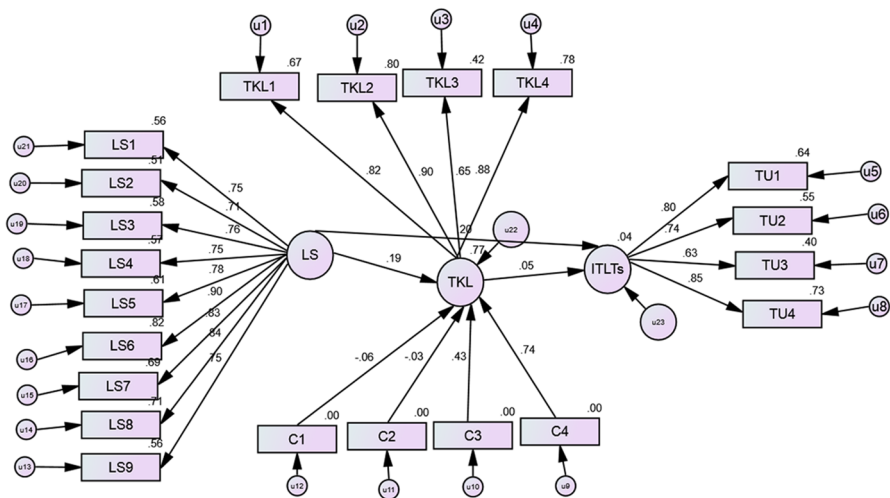 u1 u2 u3 u4
.67 .80 .42 .78
TKL1 TKL2 TKL3 TKL4
.82 .90 .65 .88
u21 LS1 .56
u20 LS2 .51
u19 LS3 .58
u18 LS4 .57
u17 LS5 .61
u16 LS6 .82
u15 LS7 .69
u14 LS8 .71
u13 LS9 .56
.75
.71
.76
.75
.78
.90
.83
.84
.75
LS .19 TKL .77 u22
.20
.05 ITLTs .04
u23
.80
.74
.63
.85
TU1 .64 u5
TU2 .55 u6
TU3 .40 u7
TU4 .73 u8
-.06 -.03 .43 .74
.00 .00 .00 .00
C1 C2 C3 C4
u12 u11 u10 u9